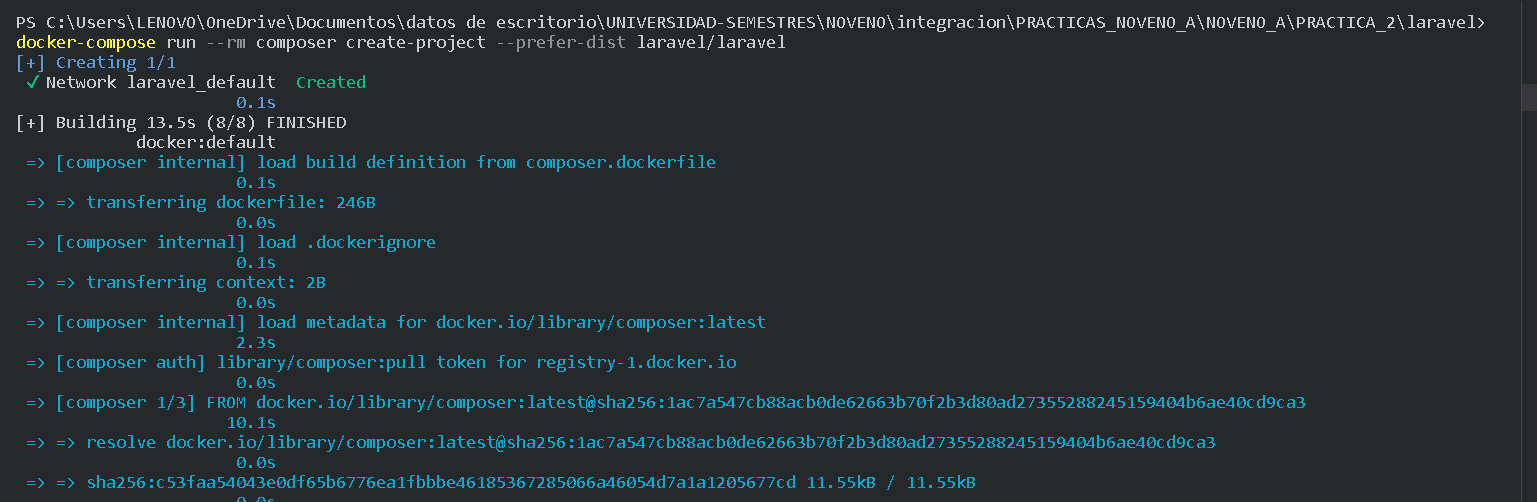 PS C:\Users\LENOVO\OneDrive\Documentos\datos de escritorio\UNIVERSIDAD-SEMESTRES\NOVENO\integracion\PRACTICAS_NOVENO_A\NOVENO_A\PRACTICA_2\laravel>
docker-compose run --rm composer create-project --prefer-dist laravel/laravel
[+] Creating 1/1
✓ Network laravel_default  Created
0.1s
[+] Building 13.5s (8/8) FINISHED
docker:default
=> [composer internal] load build definition from composer.dockerfile
0.1s
=> => transferring dockerfile: 246B
0.0s
=> [composer internal] load .dockerignore
0.1s
=> => transferring context: 2B
0.0s
=> [composer internal] load metadata for docker.io/library/composer:latest
2.3s
=> [composer auth] library/composer:pull token for registry-1.docker.io
0.0s
=> [composer 1/3] FROM docker.io/library/composer:latest@sha256:1ac7a547cb88acb0de62663b70f2b3d80ad27355288245159404b6ae40cd9ca3
10.1s
=> => resolve docker.io/library/composer:latest@sha256:1ac7a547cb88acb0de62663b70f2b3d80ad27355288245159404b6ae40cd9ca3
0.0s
=> => sha256:c53faa54043e0df65b6776ea1fbbbe46185367285066a46054d7a1a1205677cd 11.55kB / 11.55kB
0.0s